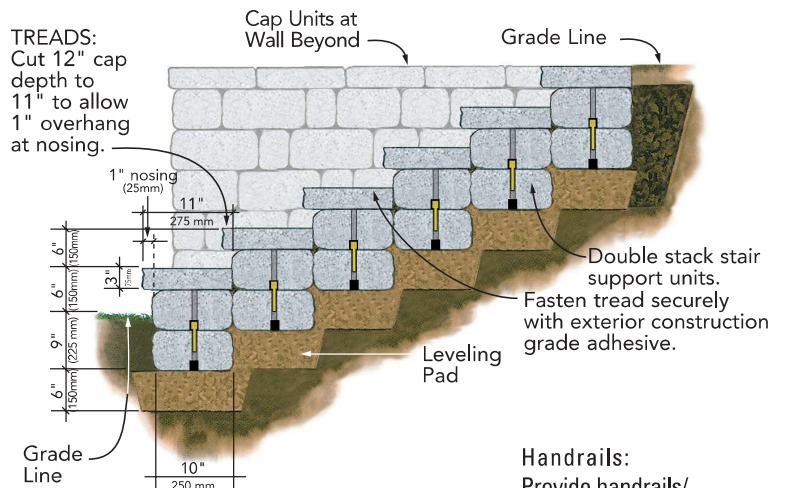 Cap Units at
Wall Beyond
Grade Line
TREADS:
Cut 12" cap
depth to
11" to allow
1" overhang
at nosing.
1" nosing
(25mm)
11"
275 mm
6"
(150mm)
3"
75mm
6"
(150mm)
9"
(225 mm)
6"
(150mm)
Double stack stair
support units.
Fasten tread securely
with exterior construction
grade adhesive.
Leveling
Pad
Grade
Line
10"
250 mm
Handrails:
Provide handrails/